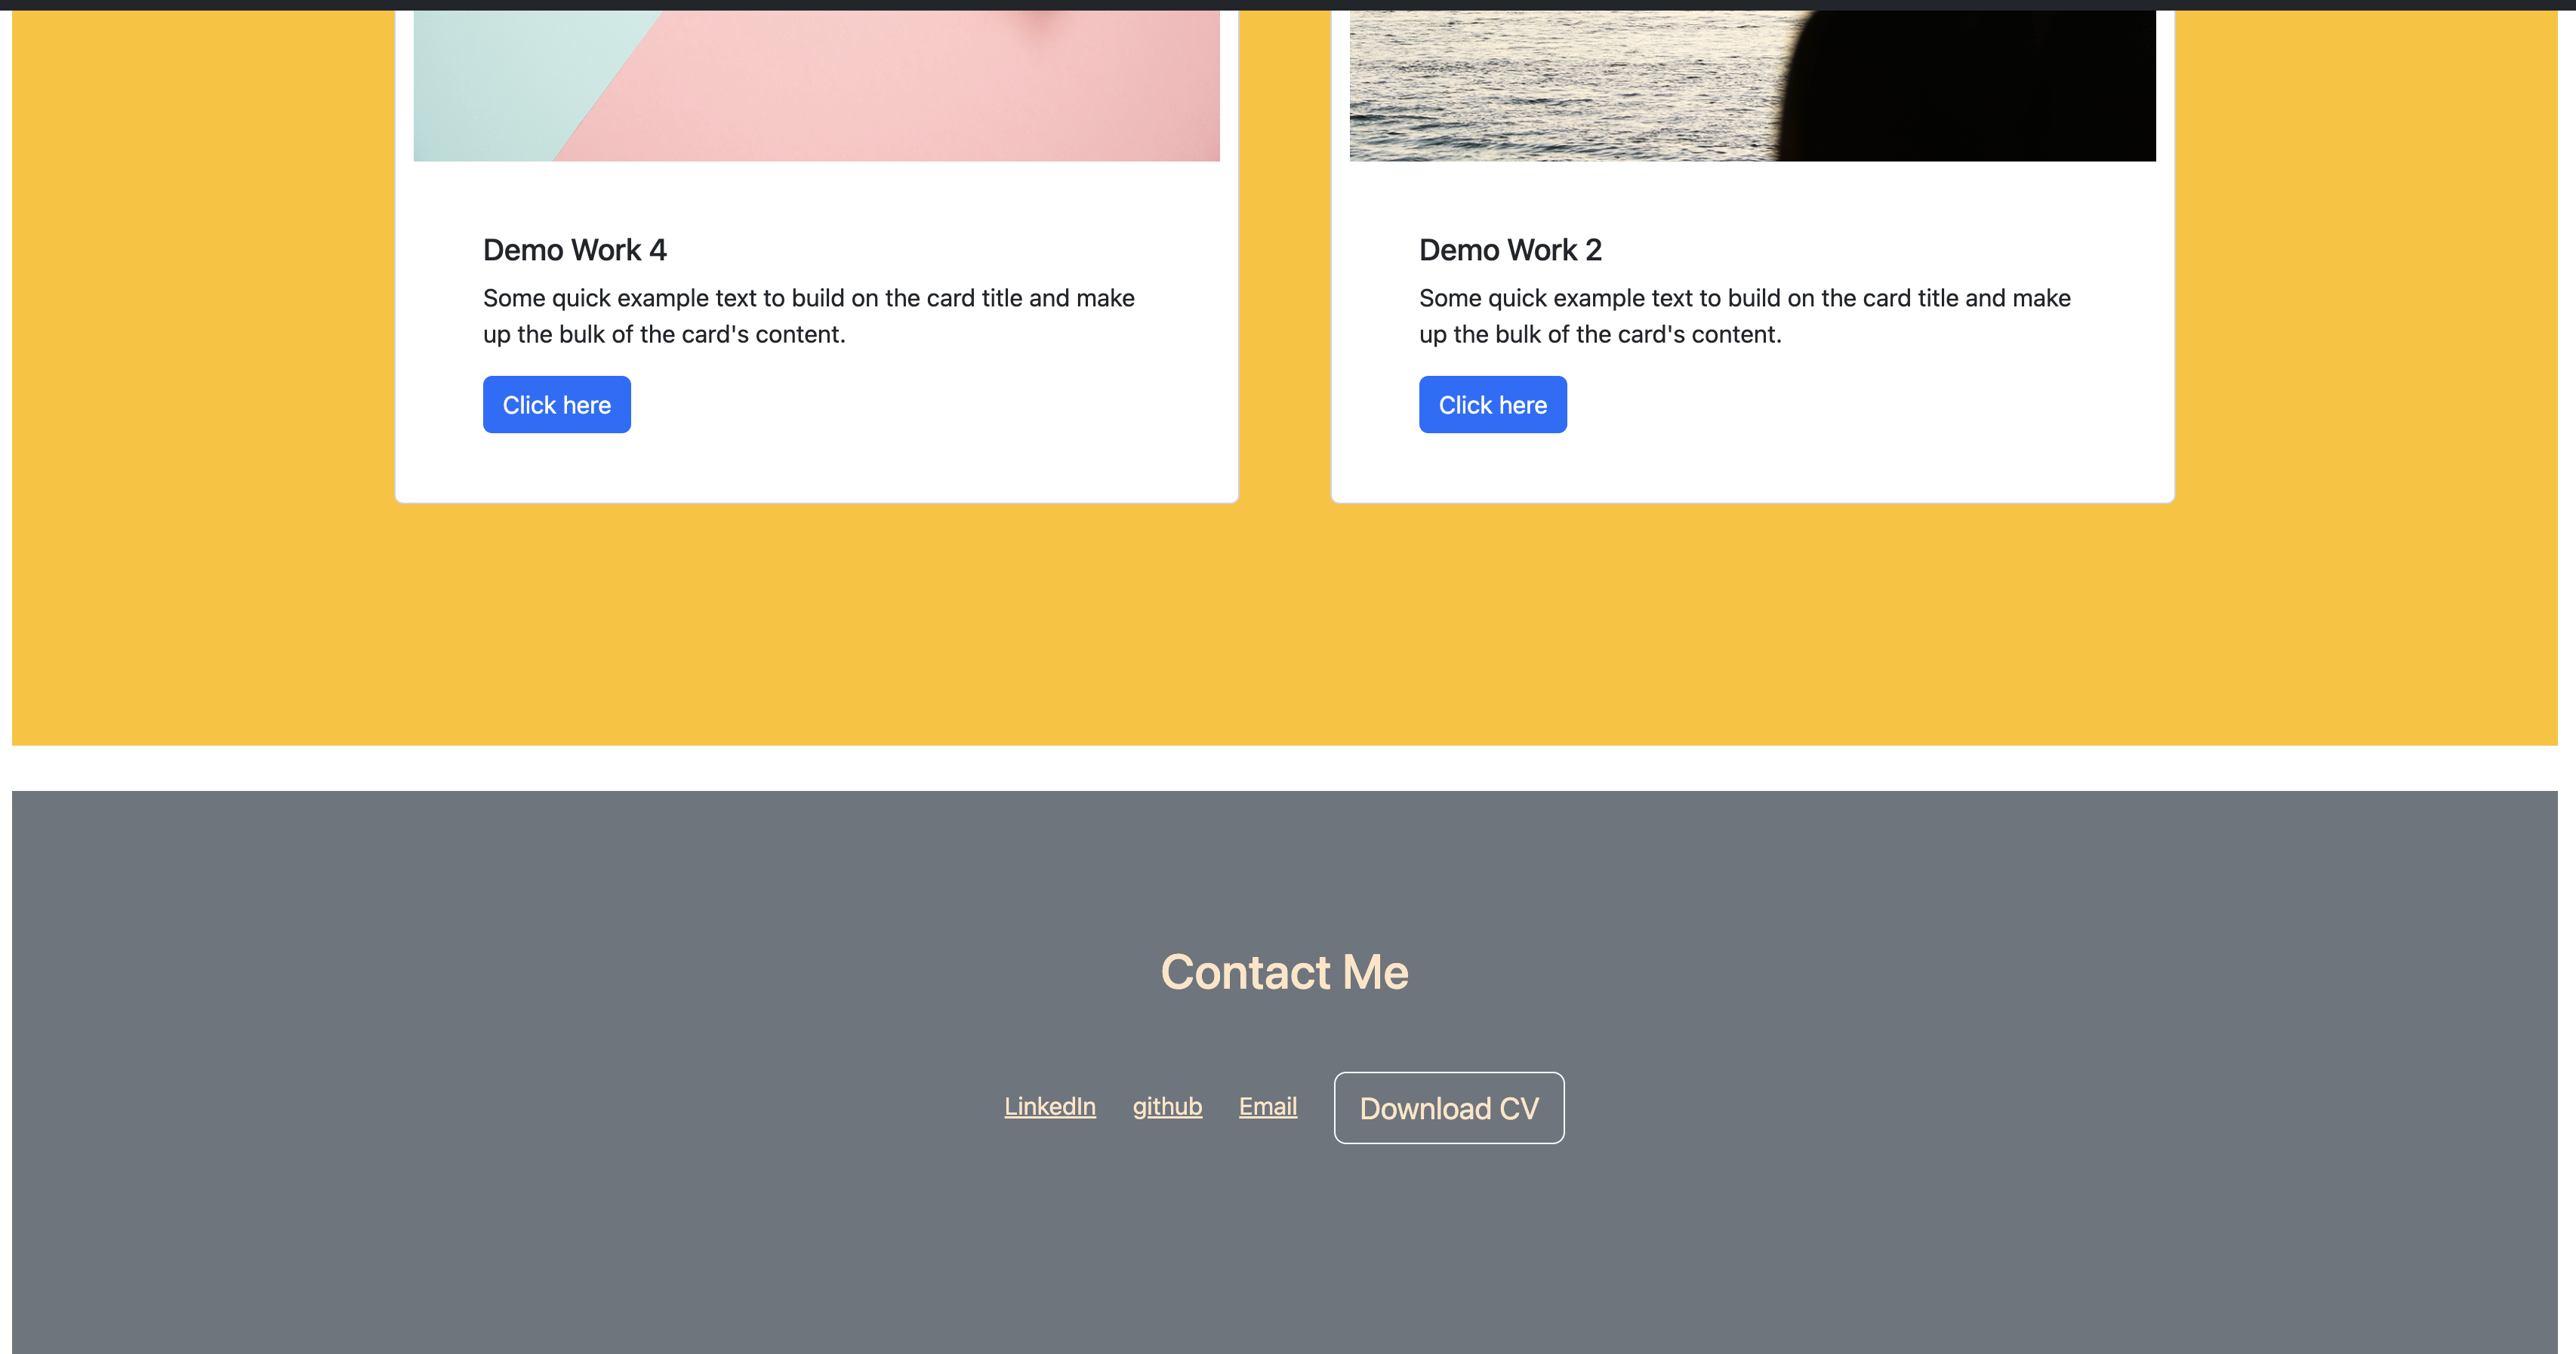 Demo Work 4
Some quick example text to build on the card title and make
up the bulk of the card's content.
Click here
Demo Work 2
Some quick example text to build on the card title and make
up the bulk of the card's content.
Click here
Contact Me
LinkedIn github Email Download CV